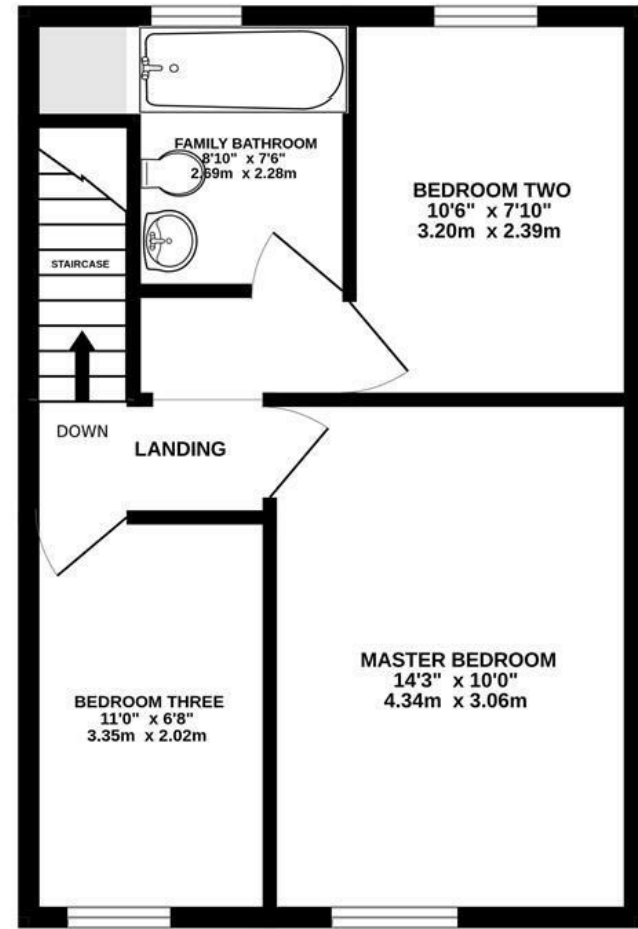 FAMILY BATHROOM
8'10" x 7'6"
2.69m x 2.28m
BEDROOM TWO
10'6" x 7'10"
3.20m x 2.39m
STAIRCASE
DOWN
LANDING
MASTER BEDROOM
14'3" x 10'0"
4.34m x 3.06m
BEDROOM THREE
11'0" x 6'8"
3.35m x 2.02m